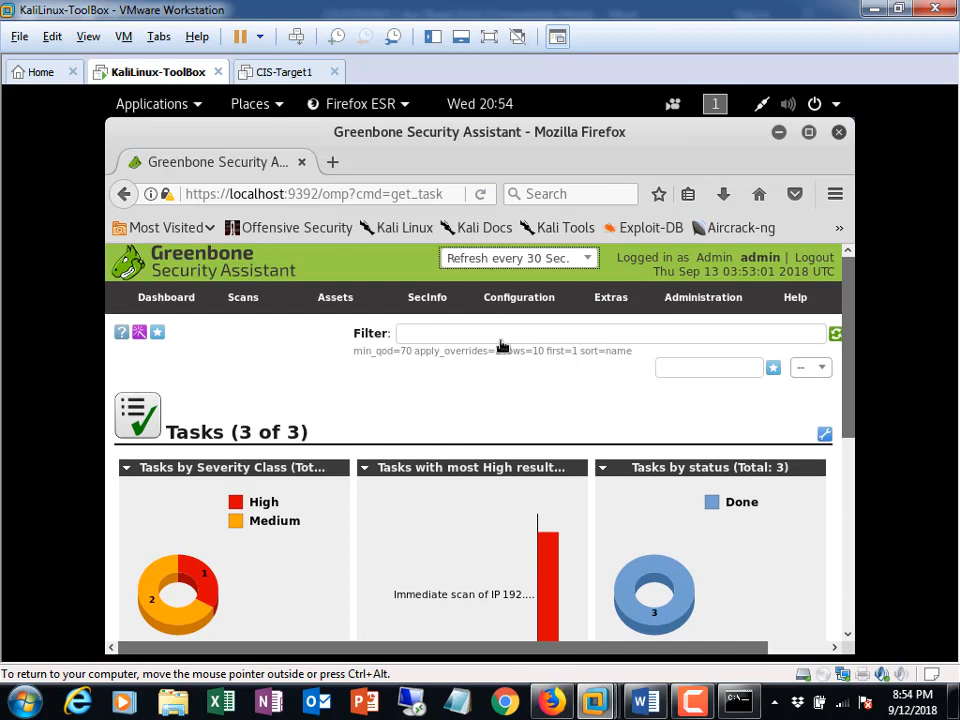 KaliLinux-ToolBox - VMware Workstation
File Edit View VM Tabs Help
Home KaliLinux-ToolBox CIS-Target1
Applications Places Firefox ESR Wed 20:54 1
Greenbone Security Assistant - Mozilla Firefox
Greenbone Security A...
https://localhost:9392/omp?cmd=get_task Search
Most Visited Offensive Security Kali Linux Kali Docs Kali Tools Exploit-DB Aircrack-ng »
Greenbone
Security Assistant
Refresh every 30 Sec.
Logged in as Admin admin | Logout
Thu Sep 13 03:53:01 2018 UTC
Dashboard Scans Assets SecInfo Configuration Extras Administration Help
Filter:
min_qod=70 apply_overrides= first=1 sort=name
--
Tasks (3 of 3)
Tasks by Severity Class (Tot...
High
Medium
1
2
Tasks with most High result...
Immediate scan of IP 192....
Tasks by status (Total: 3)
Done
3
To return to your computer, move the mouse pointer outside or press Ctrl+Alt.
8:54 PM
9/12/2018